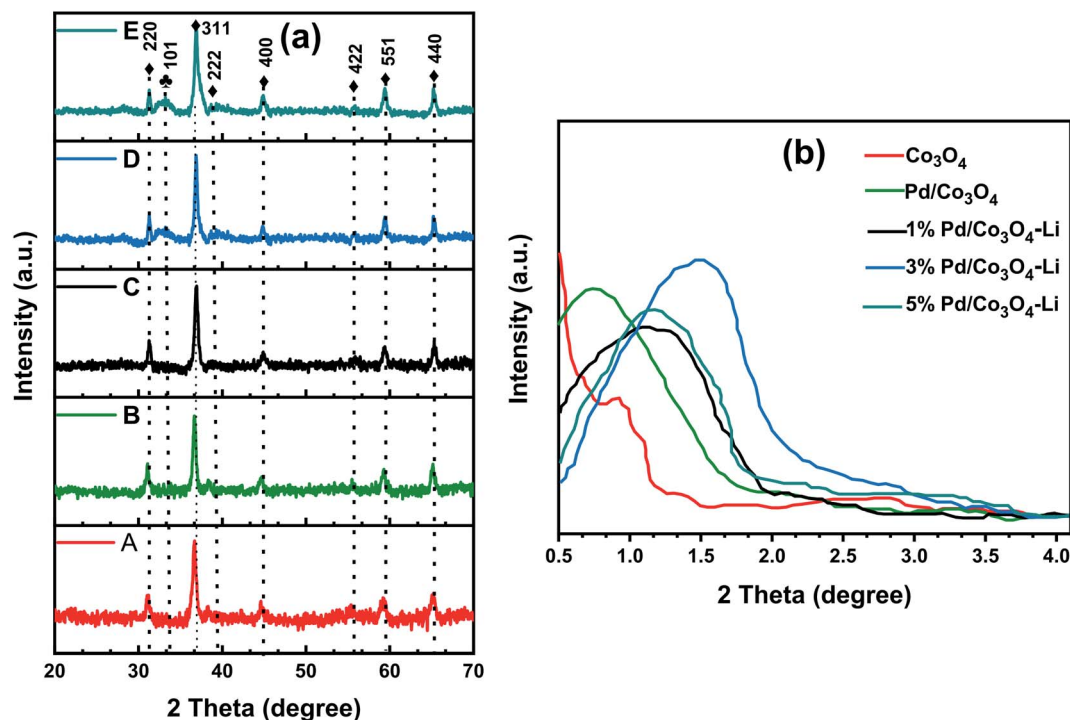 E
220
101
311
222
400
422
551
440
(a)
D
C
B
A
Intensity (a.u.)
20 30 40 50 60 70
2 Theta (degree)
(b)
Co₃O₄
Pd/Co₃O₄
1% Pd/Co₃O₄-Li
3% Pd/Co₃O₄-Li
5% Pd/Co₃O₄-Li
Intensity (a.u.)
0.5 1.0 1.5 2.0 2.5 3.0 3.5 4.0
2 Theta (degree)